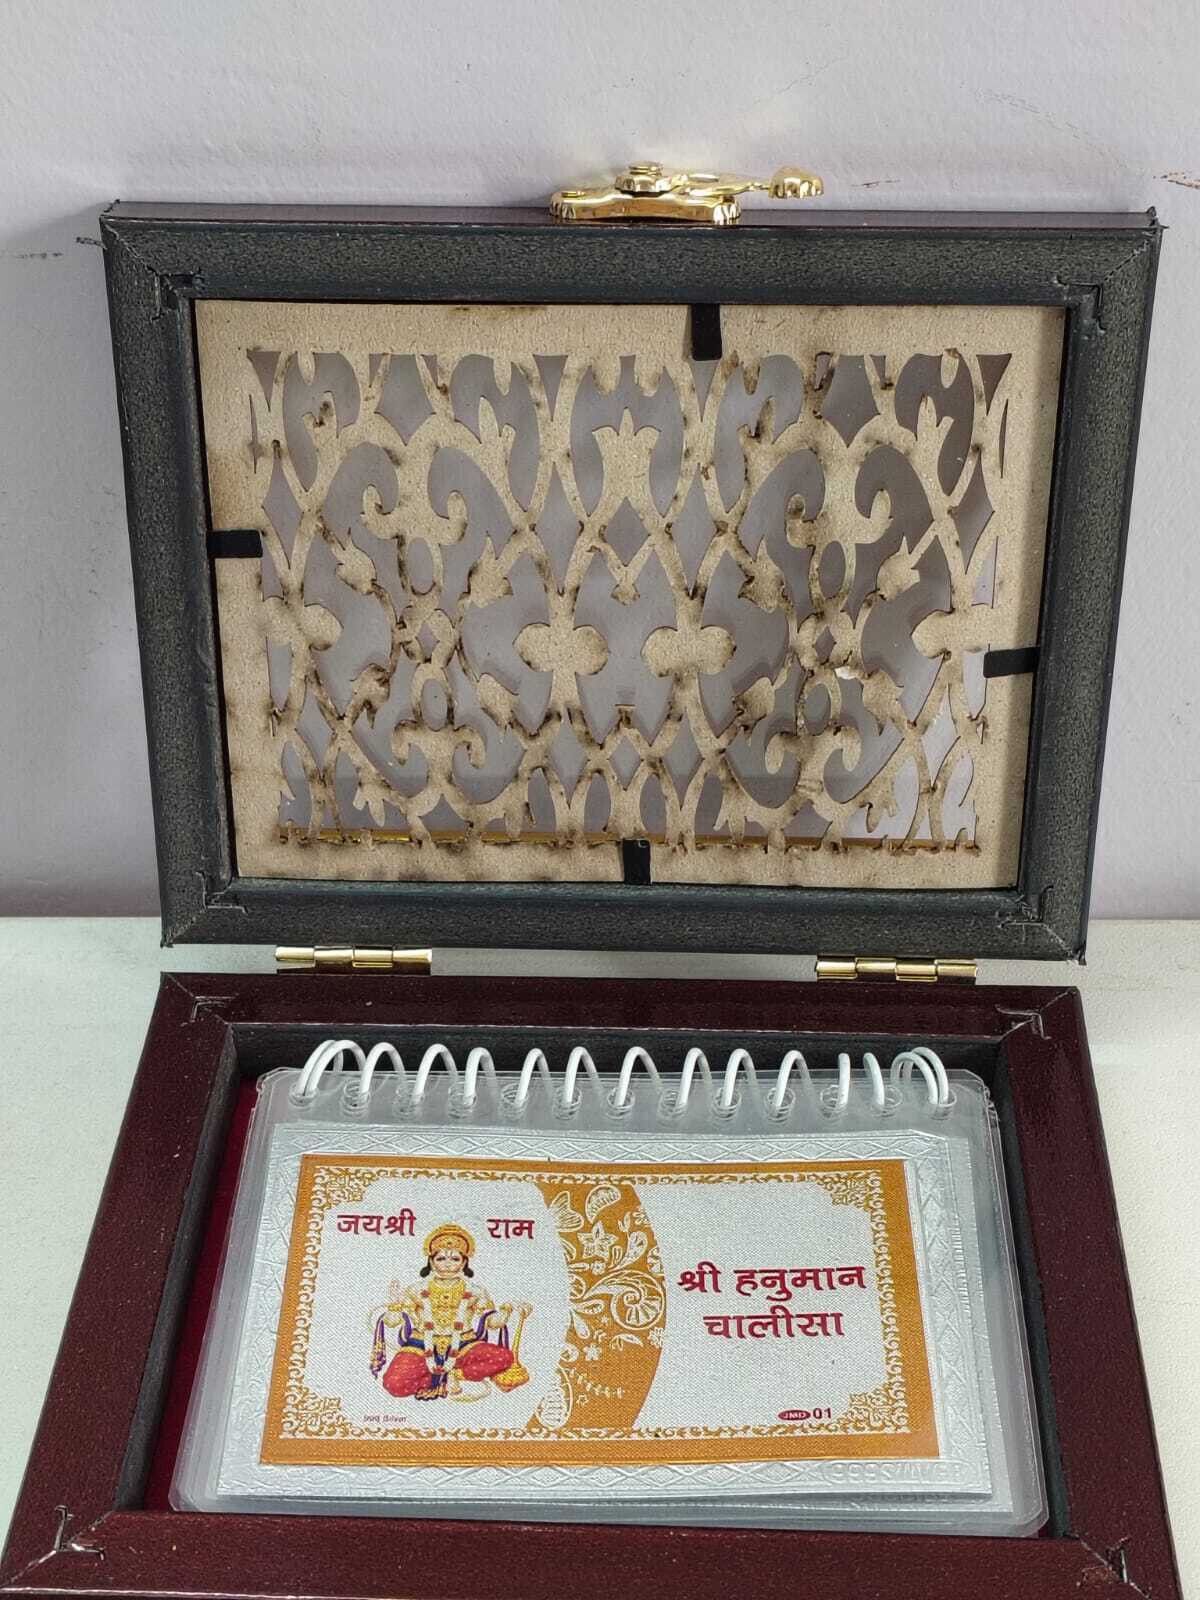 जयश्री राम
श्री हनुमान
चालीसा
JMD 01